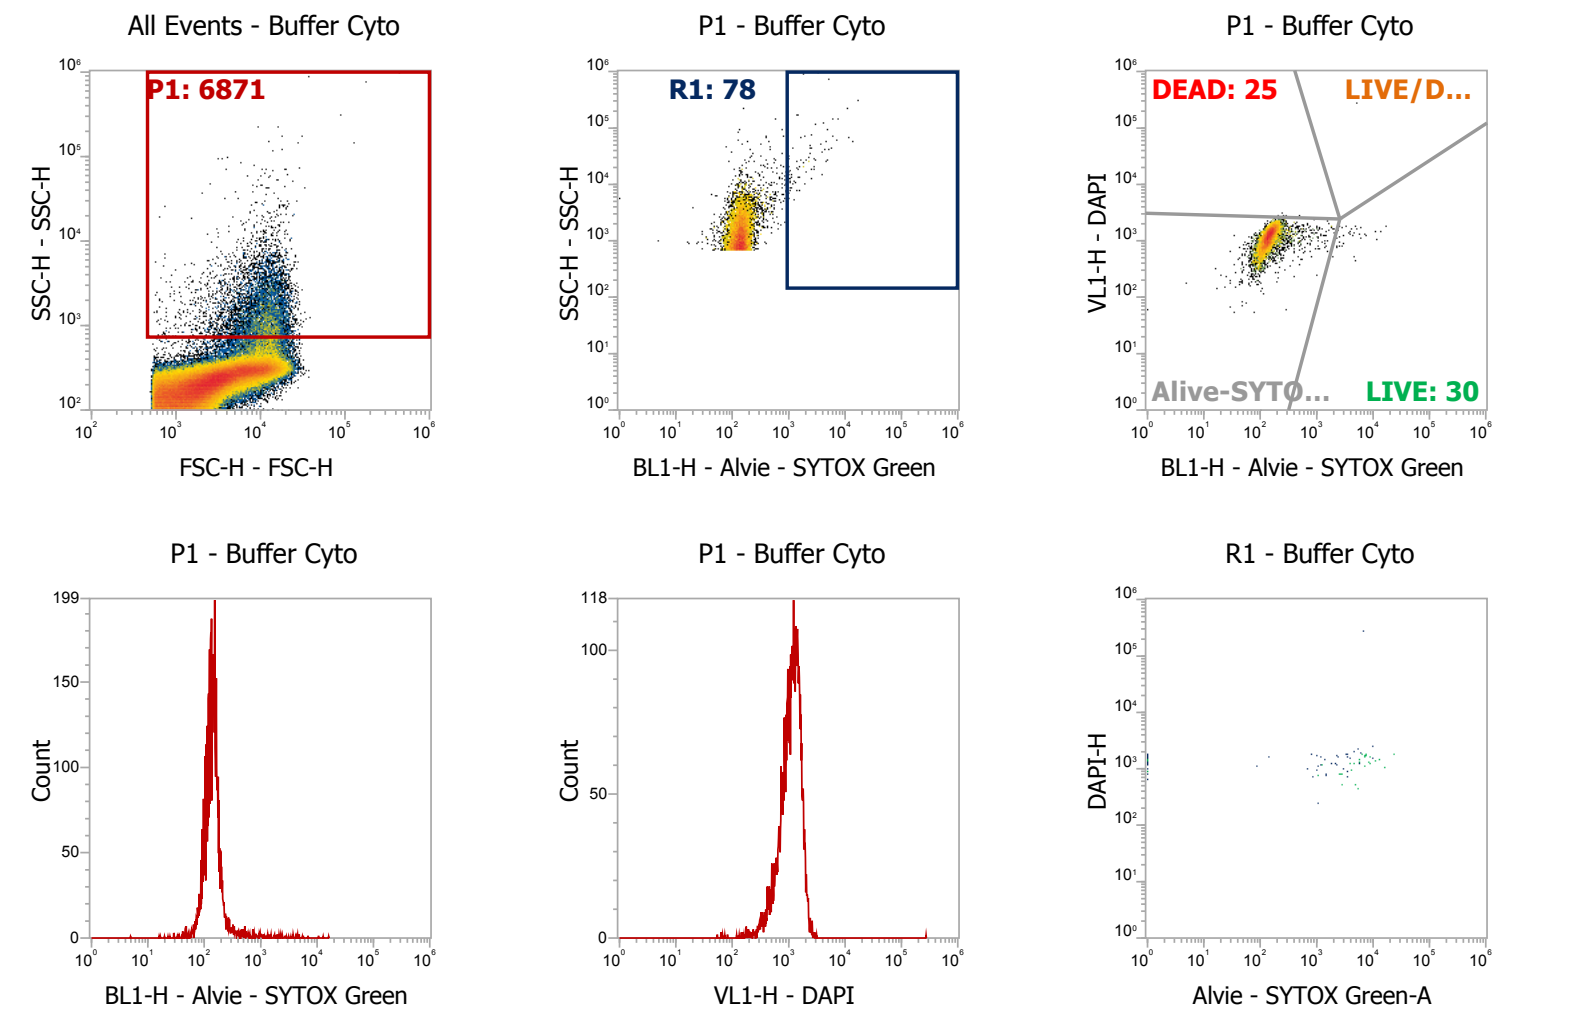 All Events - Buffer Cyto
P1: 6871
10⁶
10⁵
10⁴
10³
10²
SSC-H - SSC-H
10² 10³ 10⁴ 10⁵ 10⁶
FSC-H - FSC-H
P1 - Buffer Cyto
R1: 78
10⁶
10⁵
10⁴
10³
10²
10¹
10⁰
SSC-H - SSC-H
10⁰ 10¹ 10² 10³ 10⁴ 10⁵ 10⁶
BL1-H - Alvie - SYTOX Green
P1 - Buffer Cyto
DEAD: 25 LIVE/D...
10⁶
10⁵
10⁴
10³
10²
10¹
10⁰
VL1-H - DAPI
Alive-SYTO... LIVE: 30
10⁰ 10¹ 10² 10³ 10⁴ 10⁵ 10⁶
BL1-H - Alvie - SYTOX Green
P1 - Buffer Cyto
199
150
100
50
0
Count
10⁰ 10¹ 10² 10³ 10⁴ 10⁵ 10⁶
BL1-H - Alvie - SYTOX Green
P1 - Buffer Cyto
118
100
50
0
Count
10⁰ 10¹ 10² 10³ 10⁴ 10⁵ 10⁶
VL1-H - DAPI
R1 - Buffer Cyto
10⁶
10⁵
10⁴
10³
10²
10¹
10⁰
DAPI-H
10⁰ 10¹ 10² 10³ 10⁴ 10⁵ 10⁶
Alvie - SYTOX Green-A